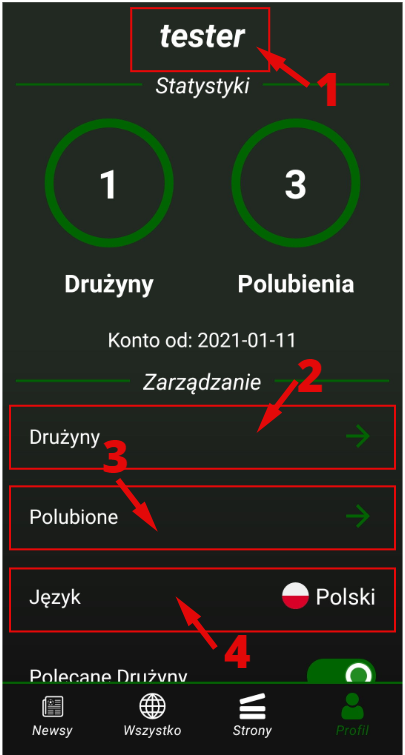 tester
1
Statystyki
1 3
Drużyny Polubienia
Konto od: 2021-01-11
2
Zarządzanie
Drużyny
3
Polubione
Język Polski
4
Polecane Drużyny
Newsy Wszystko Strony Profil